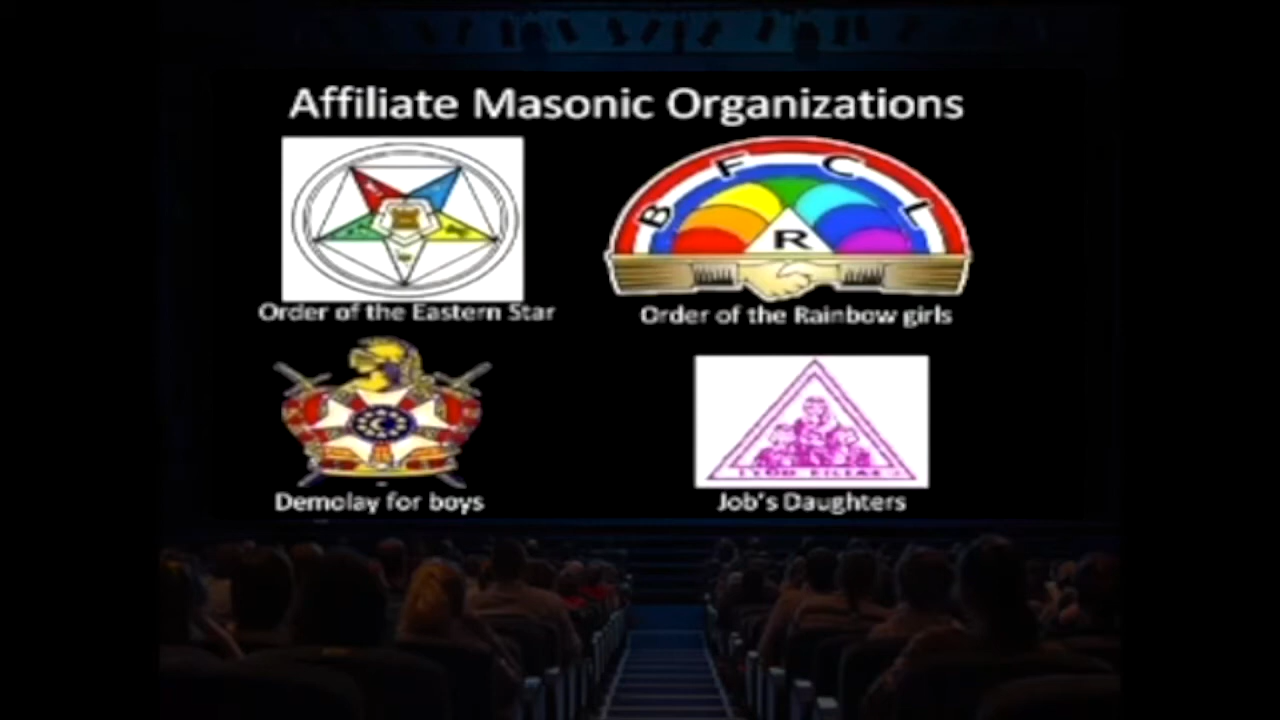 Affiliate Masonic Organizations
B F C L
R
Order of the Eastern Star
Order of the Rainbow girls
Demolay for boys
Job's Daughters